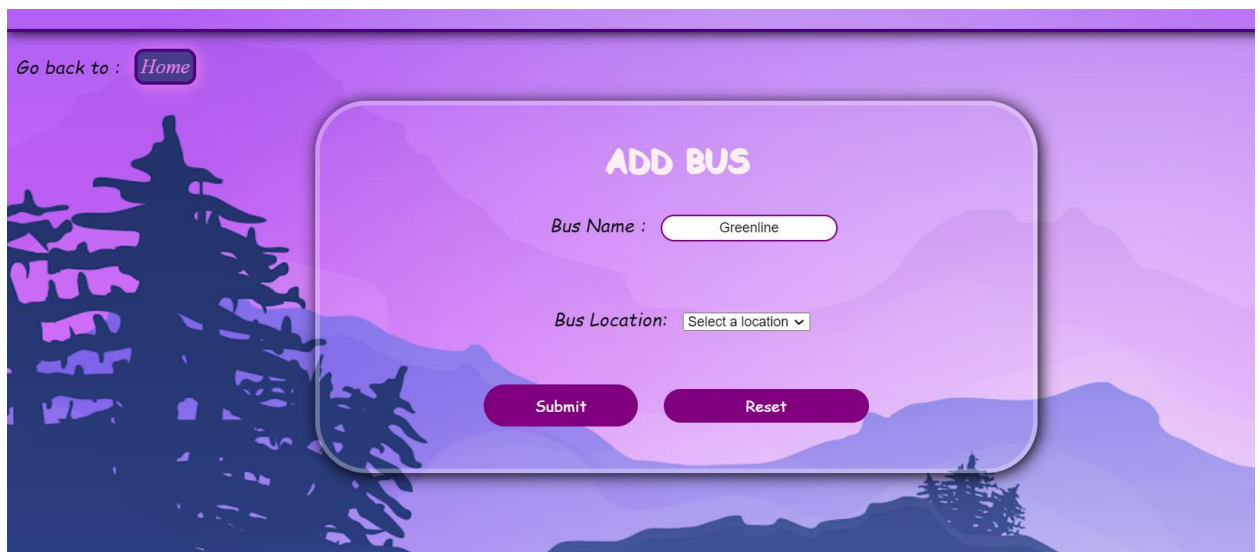 Go back to : Home
ADD BUS
Bus Name : Greenline
Bus Location: Select a location
Submit Reset